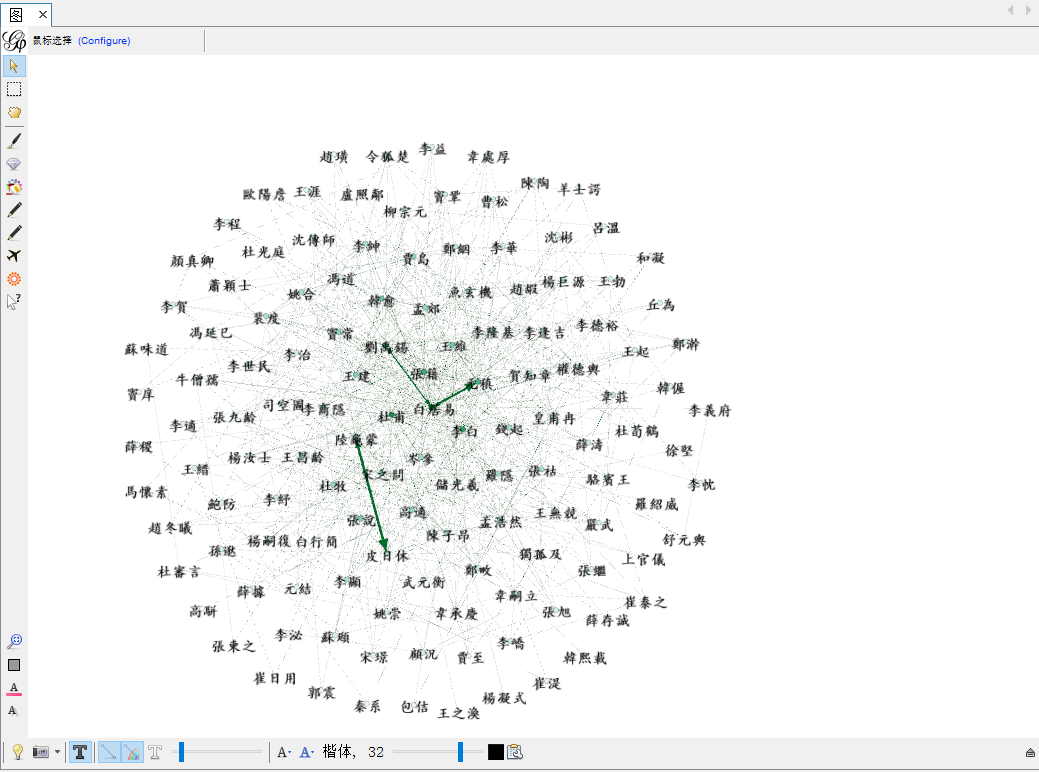 图
鼠标选择 (Configure)
趙璜 令狐楚 李益 韋處厚
歐陽詹 王涯 盧照鄰 竇鞏 曹松 陳陶 羊士諤
柳宗元
李程 沈傳師 李紳 鄭絪 李華 沈彬 呂溫
顏真卿 杜光庭 賈島 和凝
蕭穎士 馮道 魚玄機 趙嘏 楊巨源 王勃
李賀 姚合 韓愈 孟郊 丘為
裴度
馮延巳 竇常 李隆基 李逢吉 李德裕
蘇味道 李治 劉禹錫 王維 王起 鄭澣
牛僧孺 李世民 王建 張籍 元稹 賀知章 權德輿
竇庠 韋莊 韓偓
李適 張九齡 司空圖 李商隱 杜甫 白居易 皇甫冉 李義府
薛稷 陸龜蒙 李白 錢起 薛濤 杜荀鶴
王縉 楊汝士 王昌齡 岑參 徐堅
馬懷素 杜牧 宋之問 儲光羲 羅隱 張祜 駱賓王 李忱
鮑防 李紓 高適 羅紹威
趙冬曦 張說 孟浩然 王無競 嚴武
孫逖 楊嗣復 白行簡 陳子昂 舒元輿
杜審言 皮日休 獨孤及 上官儀
薛據 元結 李顯 武元衡 鄭畋 張繼
高駢 姚崇 韋承慶 韋嗣立 張旭 崔泰之
張柬之 李泌 蘇頲 李嶠 薛存誠
宋璟 顧況 賈至 韓熙載
崔日用 郭震 崔湜
秦系 包佶 王之渙 楊凝式
楷体, 32